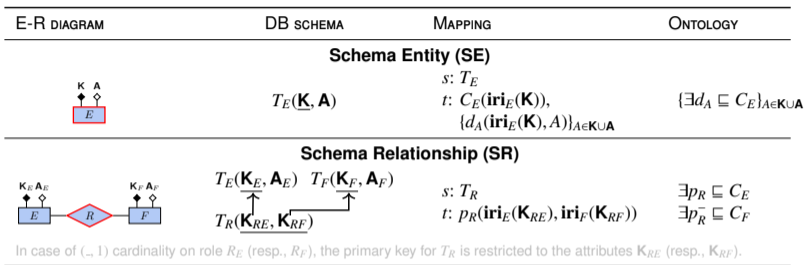 E-R DIAGRAM DB SCHEMA MAPPING ONTOLOGY
Schema Entity (SE)
K A
E
T_E(K, A)
s: T_E
t: C_E(iri_E(K)),
{d_A(iri_E(K), A)}_{A∈K∪A}
{∃d_A ⊑ C_E}_{A∈K∪A}
Schema Relationship (SR)
K_E A_E K_F A_F
E R F
T_E(K_E, A_E) T_F(K_F, A_F)
T_R(K_RE, K_RF)
s: T_R
t: p_R(iri_E(K_RE), iri_F(K_RF))
∃p_R ⊑ C_E
∃p_R^- ⊑ C_F
In case of (_, 1) cardinality on role R_E (resp., R_F), the primary key for T_R is restricted to the attributes K_RE (resp., K_RF).